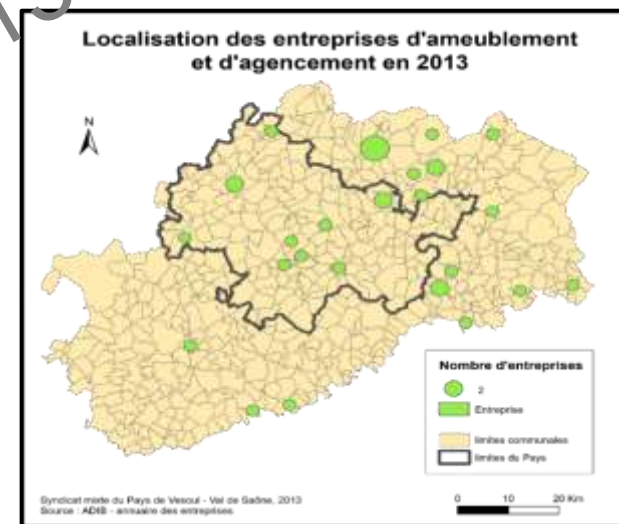 Localisation des entreprises d'ameublement
et d'agencement en 2013
N
Nombre d'entreprises
2
Entreprise
limites communales
limites du Pays
Syndicat mixte du Pays de Vesoul - Val de Saône, 2013
Source : ADIB - annuaire des entreprises
0 10 20 Km